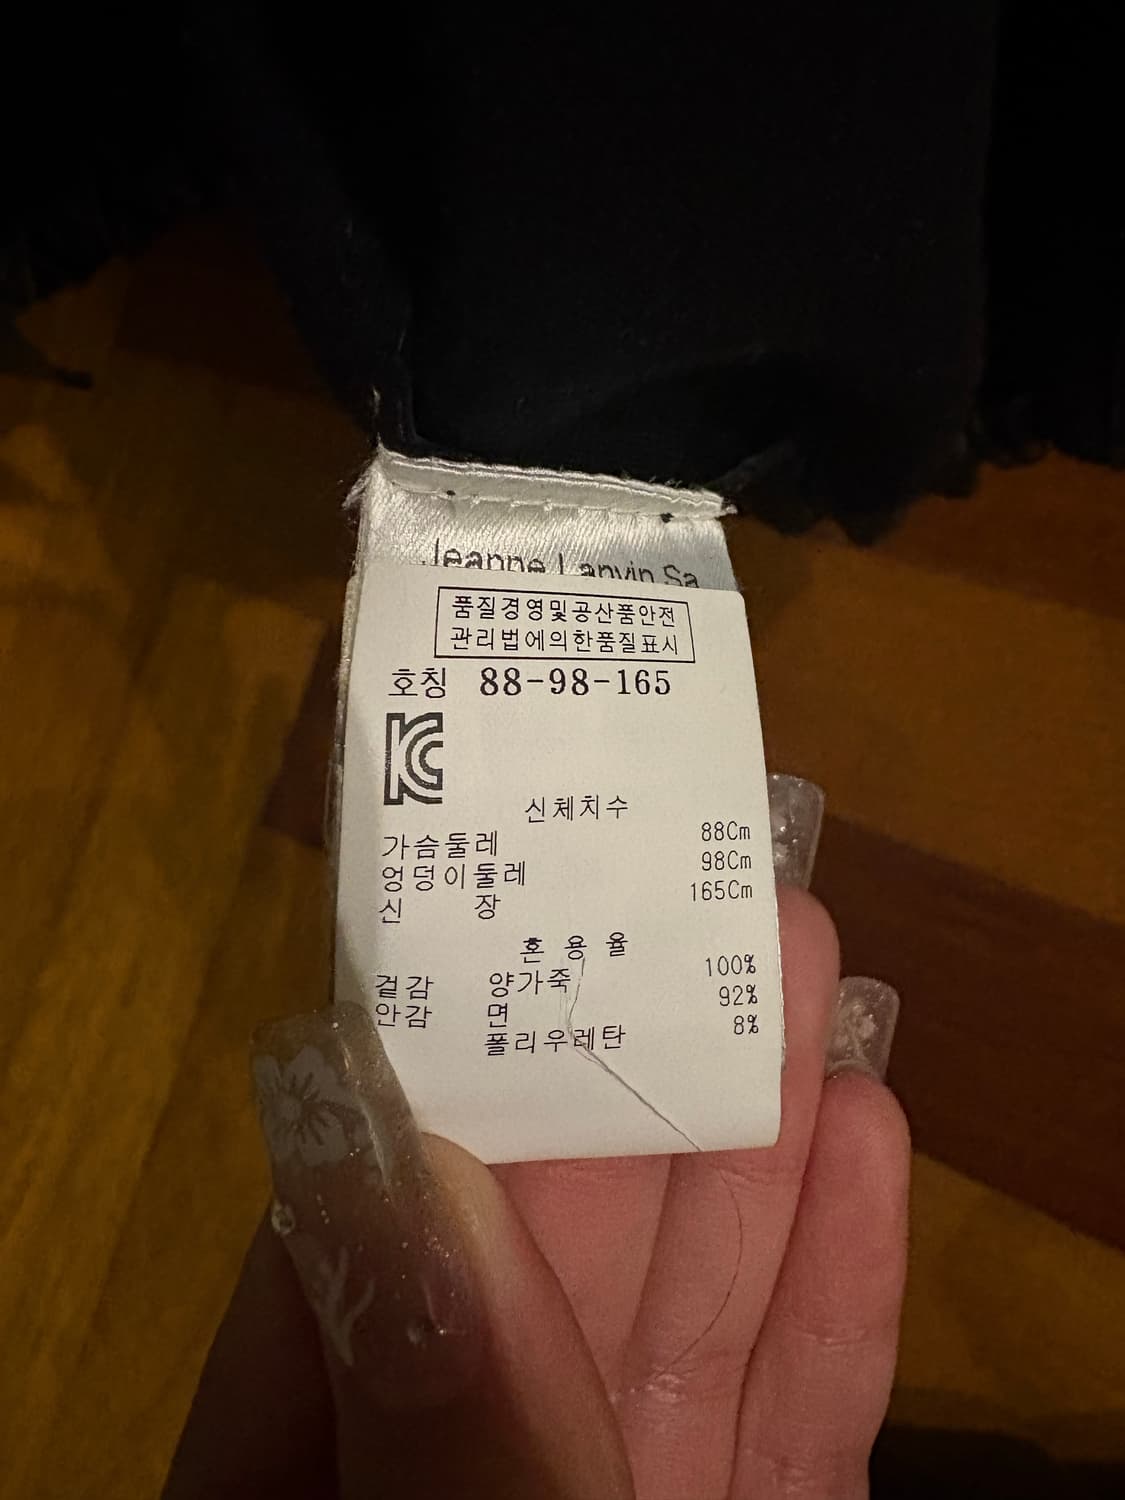 Jeanne Lanvin Sa
품질경영및공산품안전
관리법에의한품질표시
호칭 88-98-165
KC
신체치수
가슴둘레 88Cm
엉덩이둘레 98Cm
신 장 165Cm
혼 용 율
겉감 양가죽 100%
안감 면 92%
폴리우레탄 8%